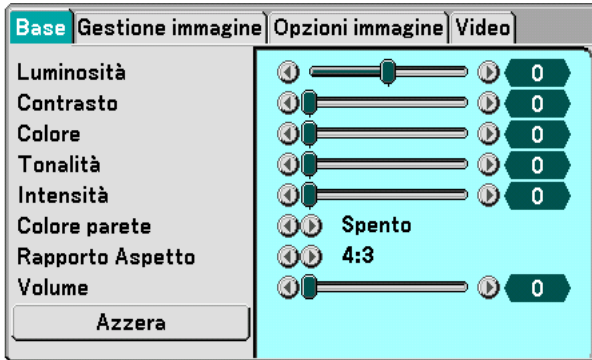 Base Gestione immagine Opzioni immagine Video
Luminosità 0
Contrasto 0
Colore 0
Tonalità 0
Intensità 0
Colore parete Spento
Rapporto Aspetto 4:3
Volume 0
Azzera